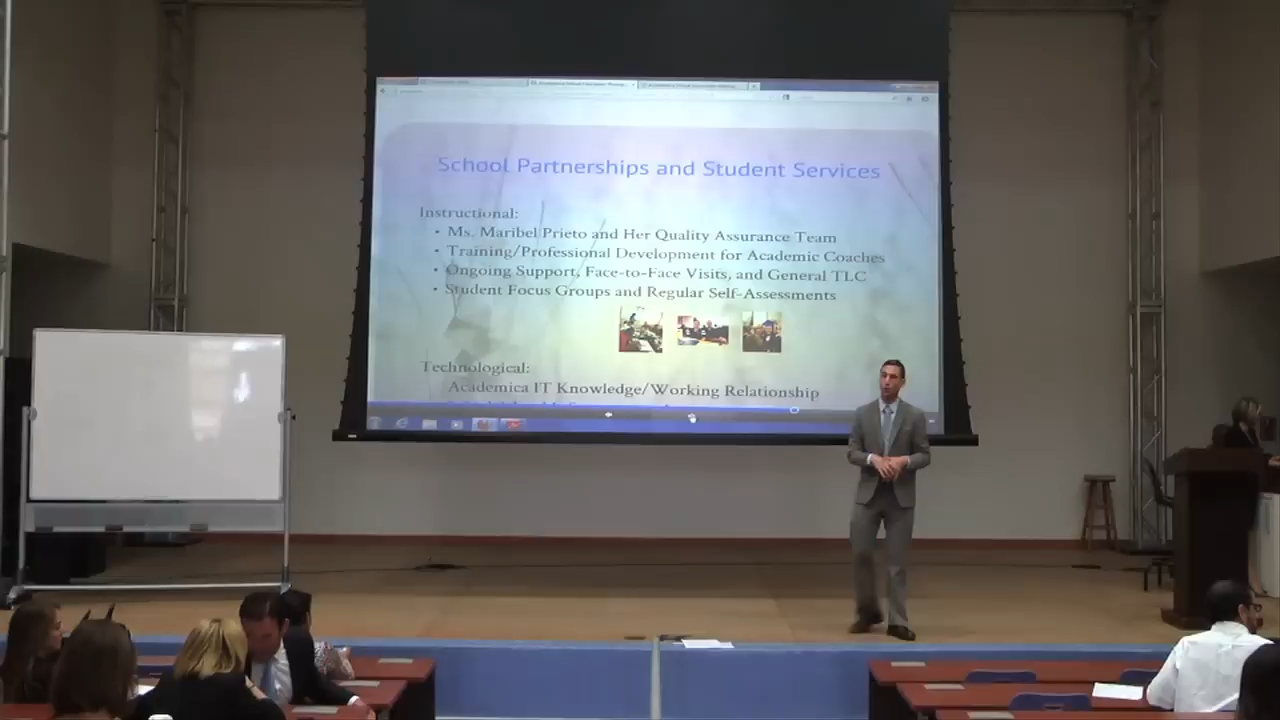 School Partnerships and Student Services
Instructional:
• Ms. Maribel Prieto and Her Quality Assurance Team
• Training/Professional Development for Academic Coaches
• Ongoing Support, Face-to-Face Visits, and General TLC
• Student Focus Groups and Regular Self-Assessments
Technological:
Academica IT Knowledge/Working Relationship